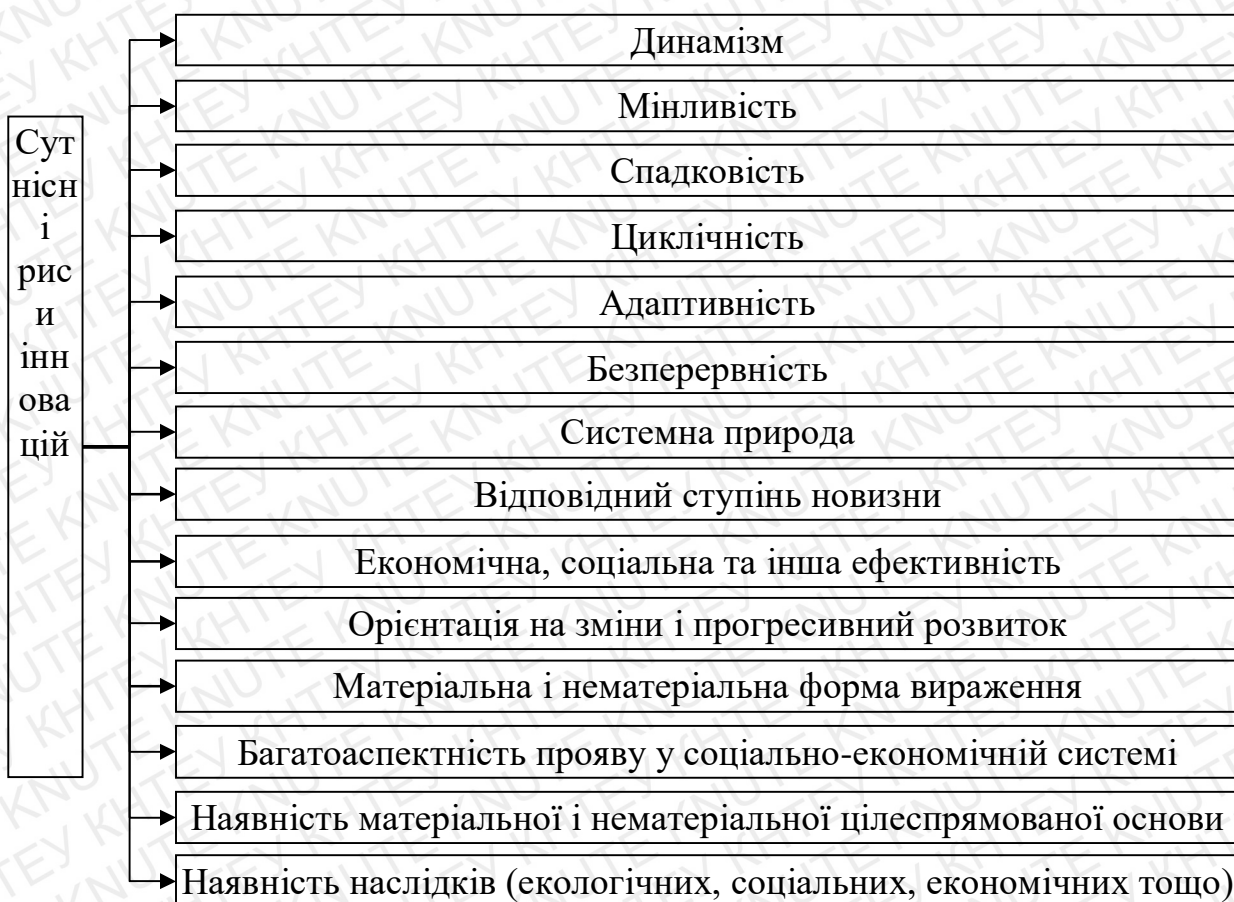 Сут
нісн
і
рис
и
інн
ова
цій
Динамізм
Мінливість
Спадковість
Циклічність
Адаптивність
Безперервність
Системна природа
Відповідний ступінь новизни
Економічна, соціальна та інша ефективність
Орієнтація на зміни і прогресивний розвиток
Матеріальна і нематеріальна форма вираження
Багатоаспектність прояву у соціально-економічній системі
Наявність матеріальної і нематеріальної цілеспрямованої основи
Наявність наслідків (екологічних, соціальних, економічних тощо)